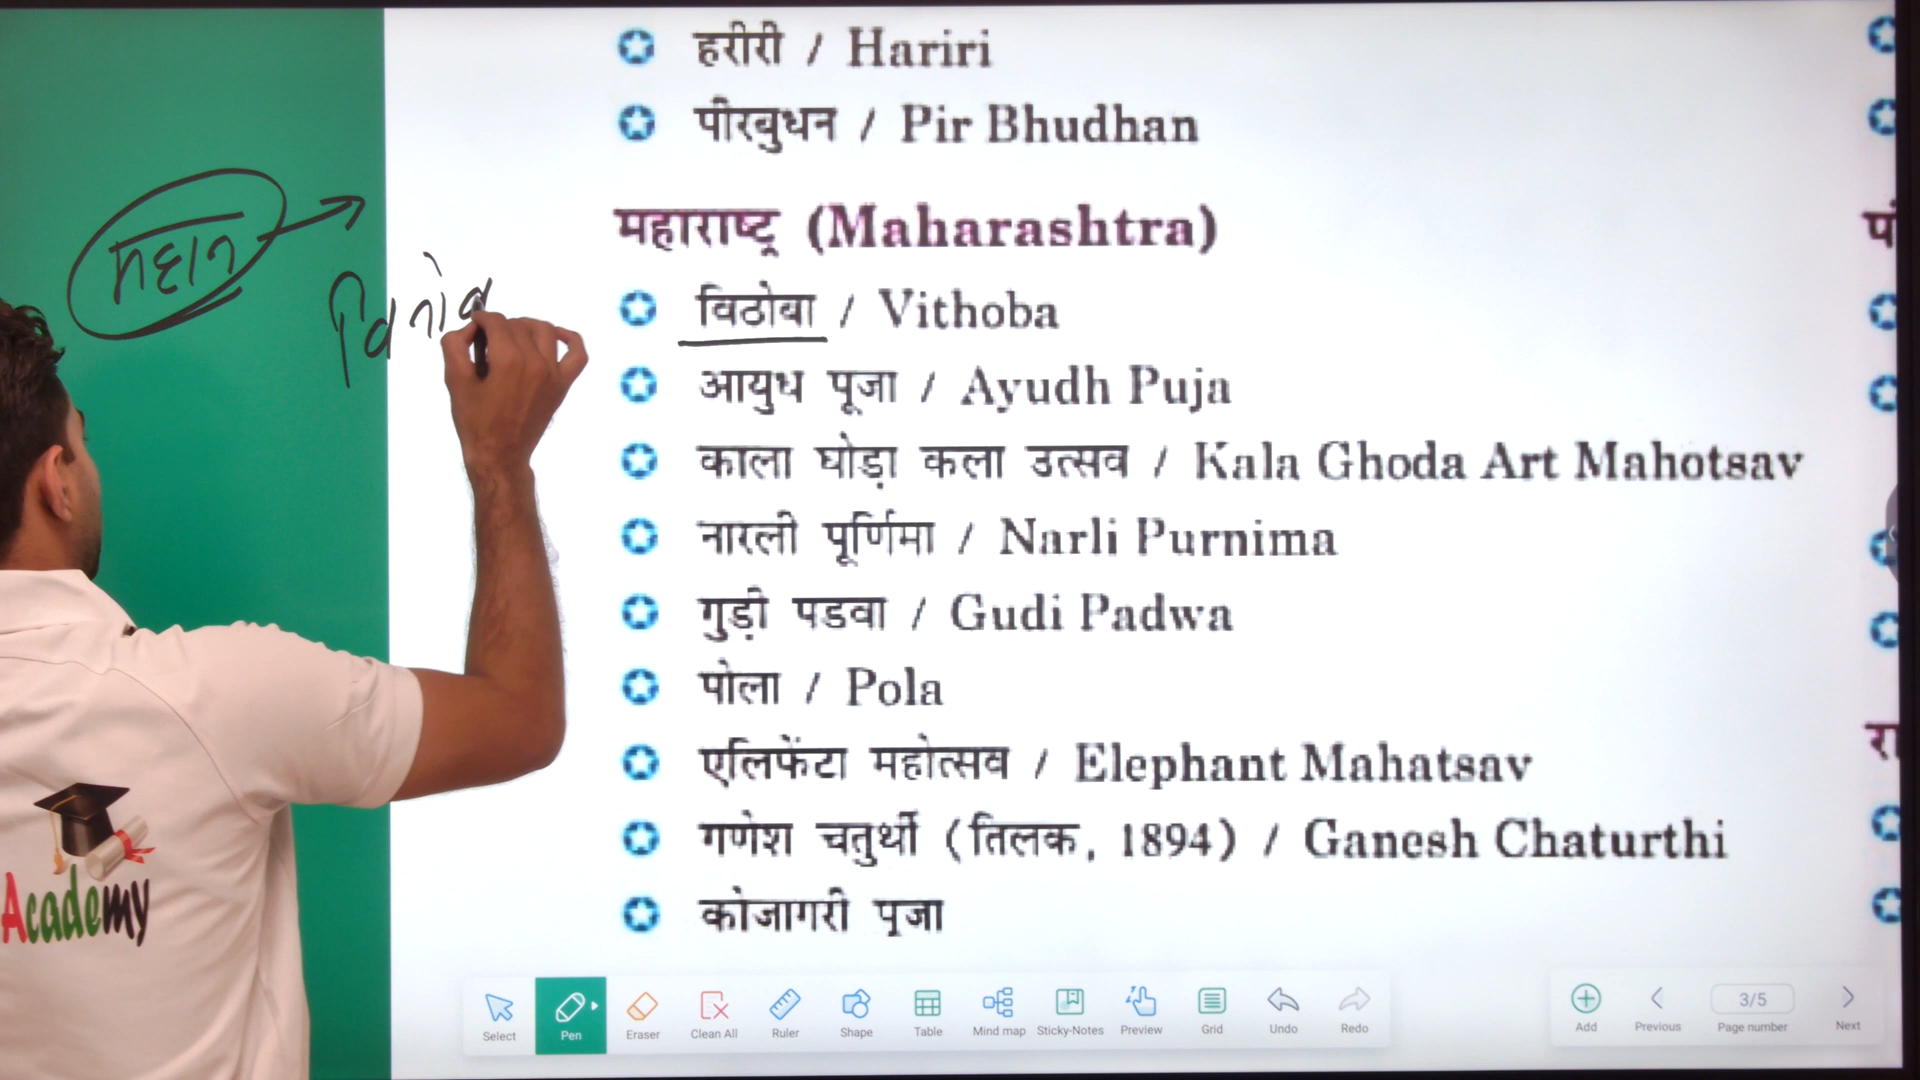 हरीरी / Hariri
पीरबुधन / Pir Bhudhan
महाराष्ट्र (Maharashtra)
विठोबा / Vithoba
आयुध पूजा / Ayudh Puja
काला घोड़ा कला उत्सव / Kala Ghoda Art Mahotsav
नारली पूर्णिमा / Narli Purnima
गुड़ी पडवा / Gudi Padwa
पोला / Pola
एलिफेंटा महोत्सव / Elephant Mahatsav
गणेश चतुर्थी (तिलक, 1894) / Ganesh Chaturthi
कोजागरी पूजा
महान
विनोब
Academy
Select
Pen
Eraser
Clean All
Ruler
Shape
Table
Mind map
Sticky-Notes
Preview
Grid
Undo
Redo
Add
Previous
3/5
Page number
Next